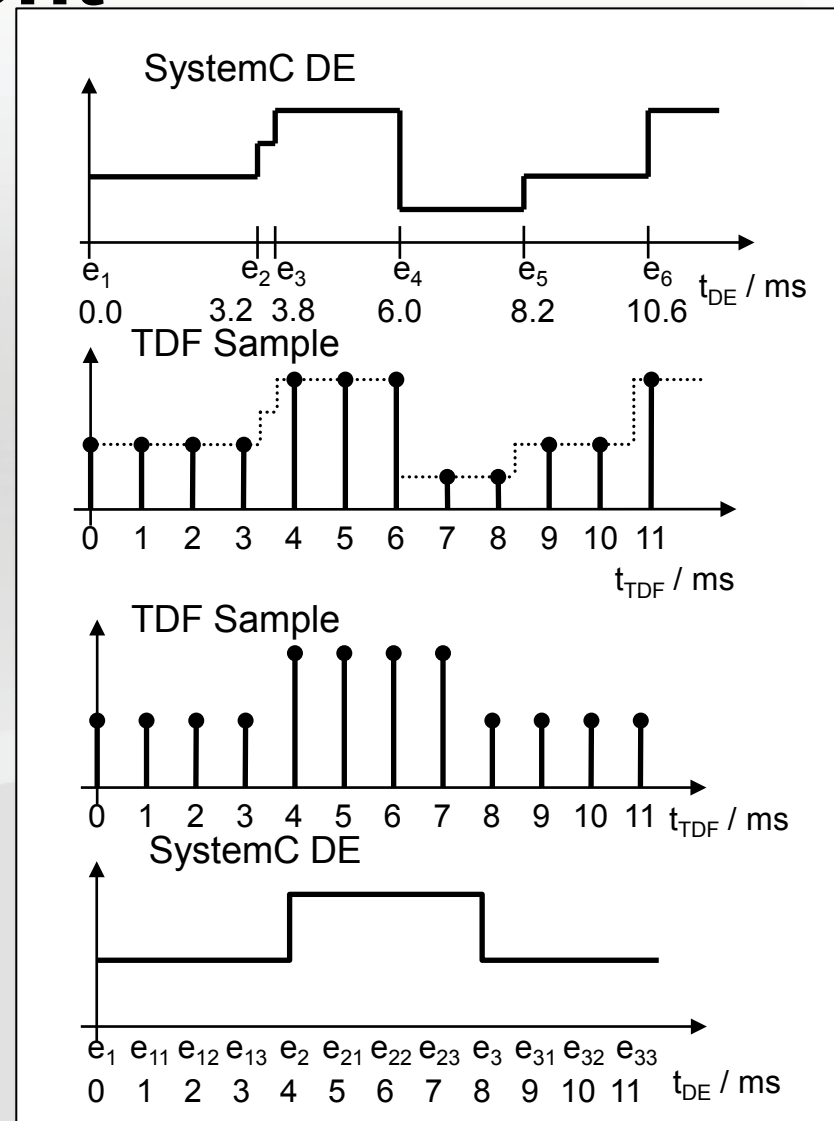 SystemC DE
e₁ e₂ e₃ e₄ e₅ e₆ t_DE / ms
0.0 3.2 3.8 6.0 8.2 10.6
TDF Sample
0 1 2 3 4 5 6 7 8 9 10 11
t_TDF / ms
TDF Sample
0 1 2 3 4 5 6 7 8 9 10 11 t_TDF / ms
SystemC DE
e₁ e₁₁ e₁₂ e₁₃ e₂ e₂₁ e₂₂ e₂₃ e₃ e₃₁ e₃₂ e₃₃
0 1 2 3 4 5 6 7 8 9 10 11 t_DE / ms